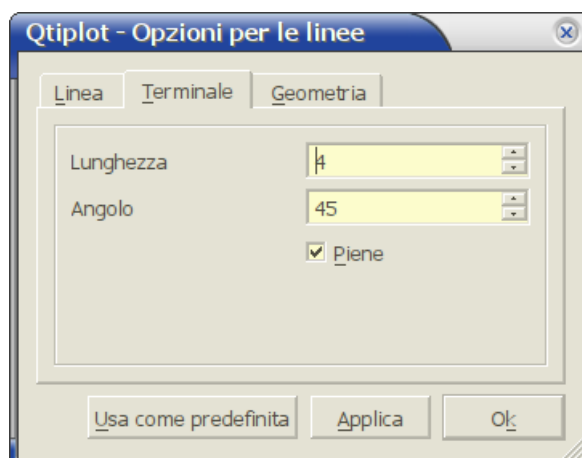 Qtiplot - Opzioni per le linee
Linea Terminale Geometria
Lunghezza 4
Angolo 45
Piene
Usa come predefinita Applica Ok